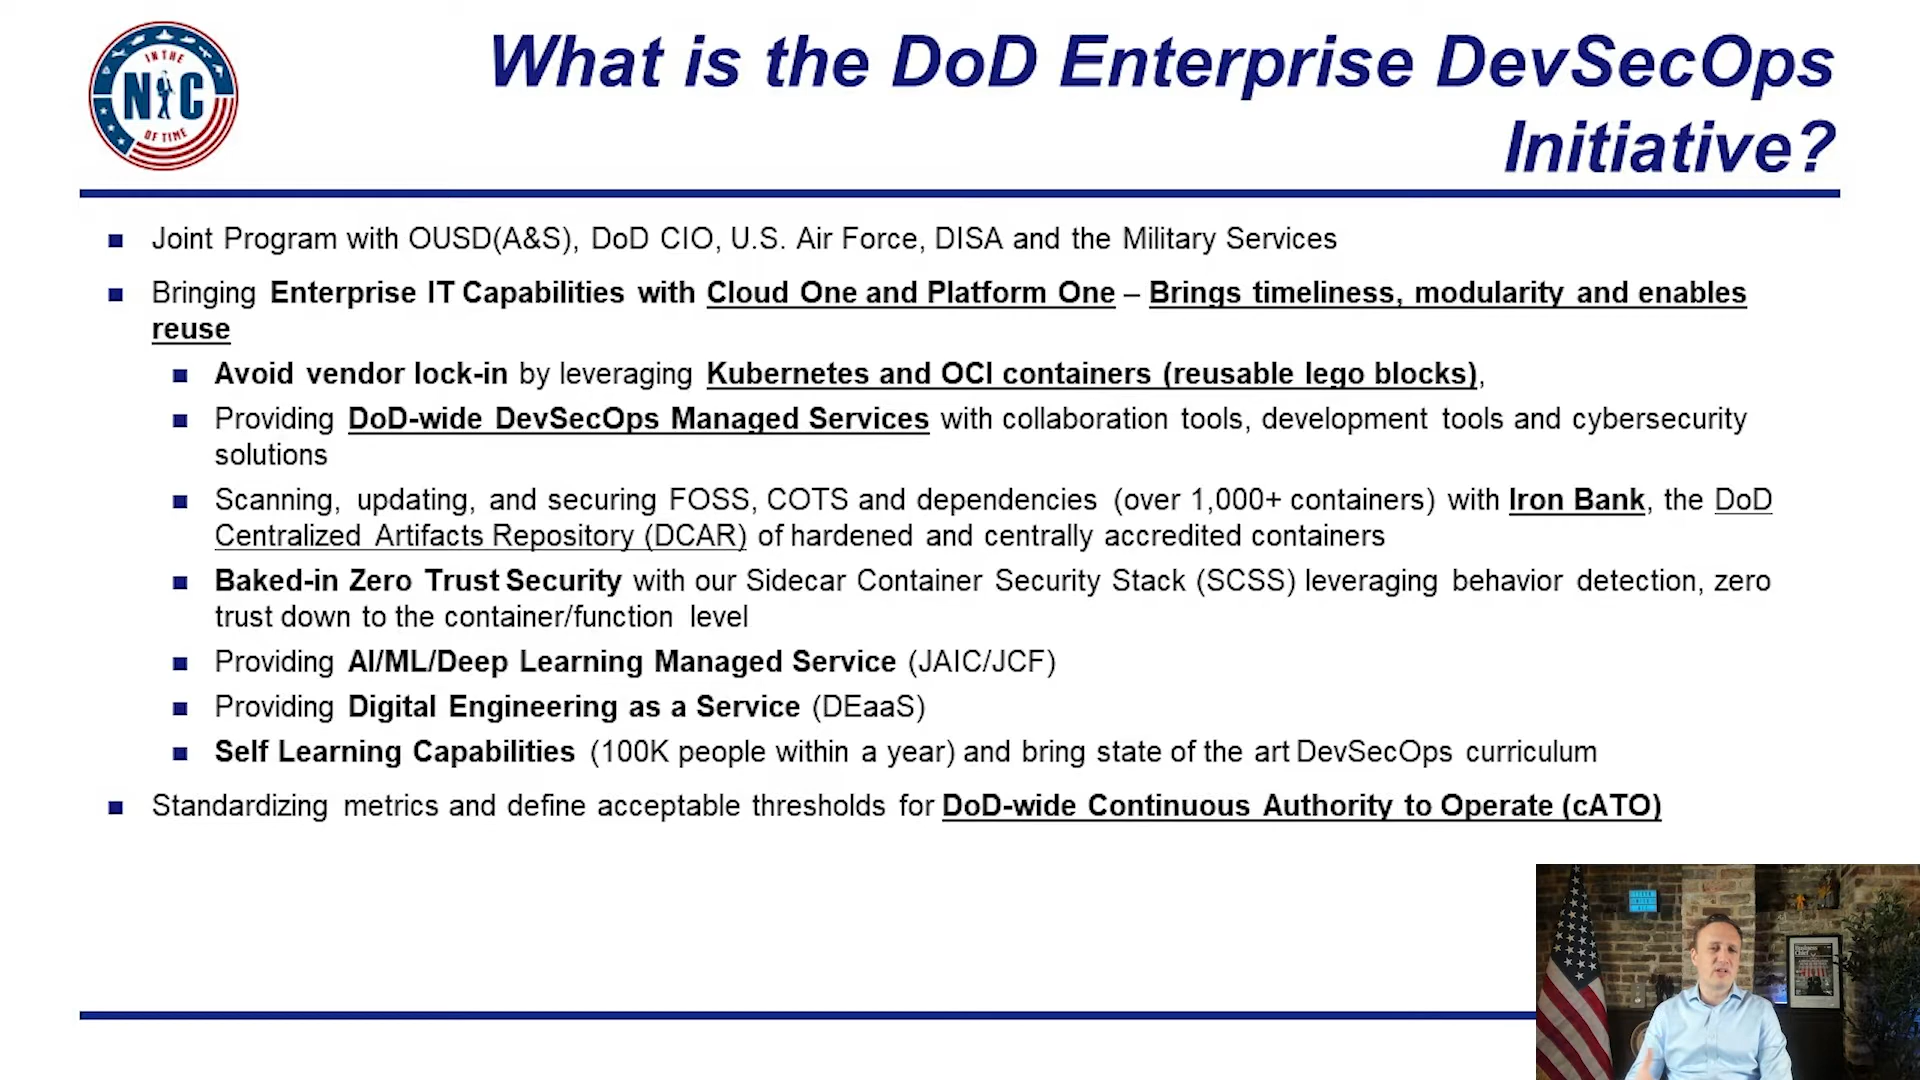 IN THE
NIC
OF TIME
What is the DoD Enterprise DevSecOps
Initiative?
Joint Program with OUSD(A&S), DoD CIO, U.S. Air Force, DISA and the Military Services
Bringing Enterprise IT Capabilities with Cloud One and Platform One – Brings timeliness, modularity and enables
reuse
Avoid vendor lock-in by leveraging Kubernetes and OCI containers (reusable lego blocks),
Providing DoD-wide DevSecOps Managed Services with collaboration tools, development tools and cybersecurity
solutions
Scanning, updating, and securing FOSS, COTS and dependencies (over 1,000+ containers) with Iron Bank, the DoD
Centralized Artifacts Repository (DCAR) of hardened and centrally accredited containers
Baked-in Zero Trust Security with our Sidecar Container Security Stack (SCSS) leveraging behavior detection, zero
trust down to the container/function level
Providing AI/ML/Deep Learning Managed Service (JAIC/JCF)
Providing Digital Engineering as a Service (DEaaS)
Self Learning Capabilities (100K people within a year) and bring state of the art DevSecOps curriculum
Standardizing metrics and define acceptable thresholds for DoD-wide Continuous Authority to Operate (cATO)